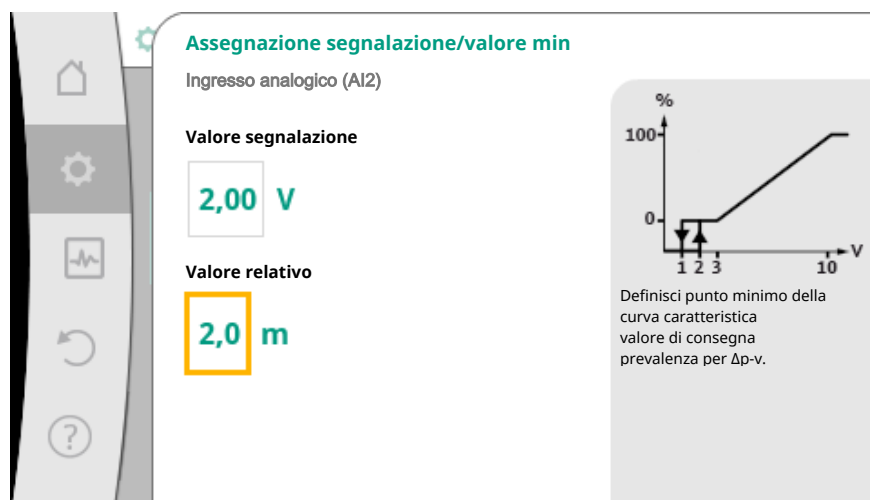 Assegnazione segnalazione/valore min
Ingresso analogico (AI2)
Valore segnalazione
2,00 V
Valore relativo
2,0 m
%
100
0
1 2 3 10 V
Definisci punto minimo della
curva caratteristica
valore di consegna
prevalenza per Δp-v.
?